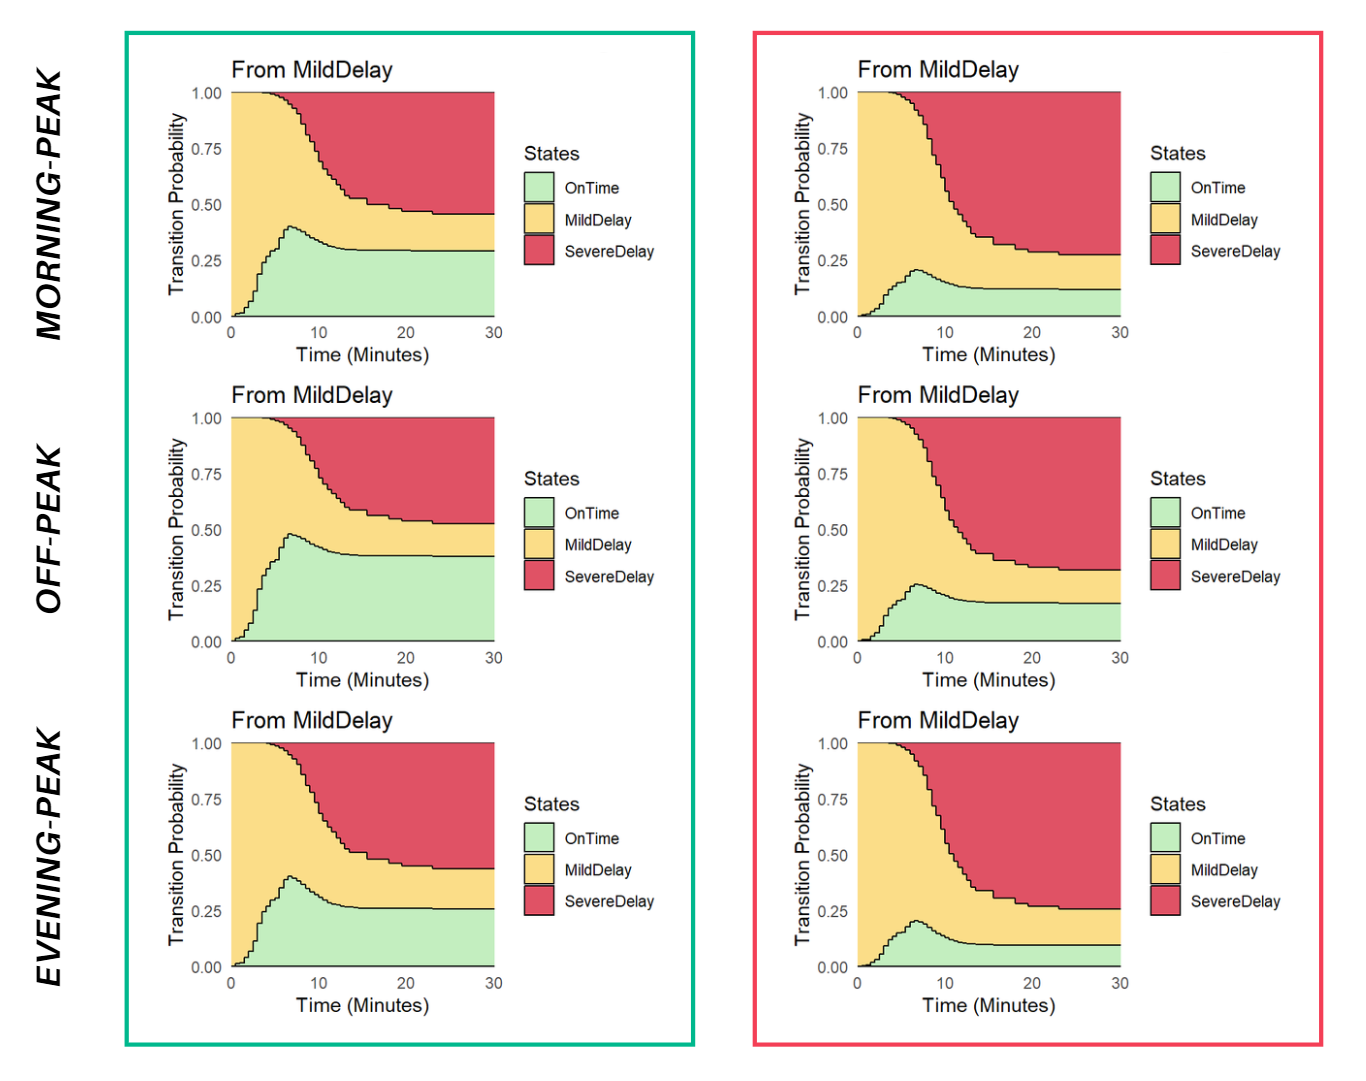 MORNING-PEAK
From MildDelay
Transition Probability
1.00
0.75
0.50
0.25
0.00
0 10 20 30
Time (Minutes)
States
OnTime
MildDelay
SevereDelay
From MildDelay
Transition Probability
1.00
0.75
0.50
0.25
0.00
0 10 20 30
Time (Minutes)
States
OnTime
MildDelay
SevereDelay
OFF-PEAK
From MildDelay
Transition Probability
1.00
0.75
0.50
0.25
0.00
0 10 20 30
Time (Minutes)
States
OnTime
MildDelay
SevereDelay
From MildDelay
Transition Probability
1.00
0.75
0.50
0.25
0.00
0 10 20 30
Time (Minutes)
States
OnTime
MildDelay
SevereDelay
EVENING-PEAK
From MildDelay
Transition Probability
1.00
0.75
0.50
0.25
0.00
0 10 20 30
Time (Minutes)
States
OnTime
MildDelay
SevereDelay
From MildDelay
Transition Probability
1.00
0.75
0.50
0.25
0.00
0 10 20 30
Time (Minutes)
States
OnTime
MildDelay
SevereDelay